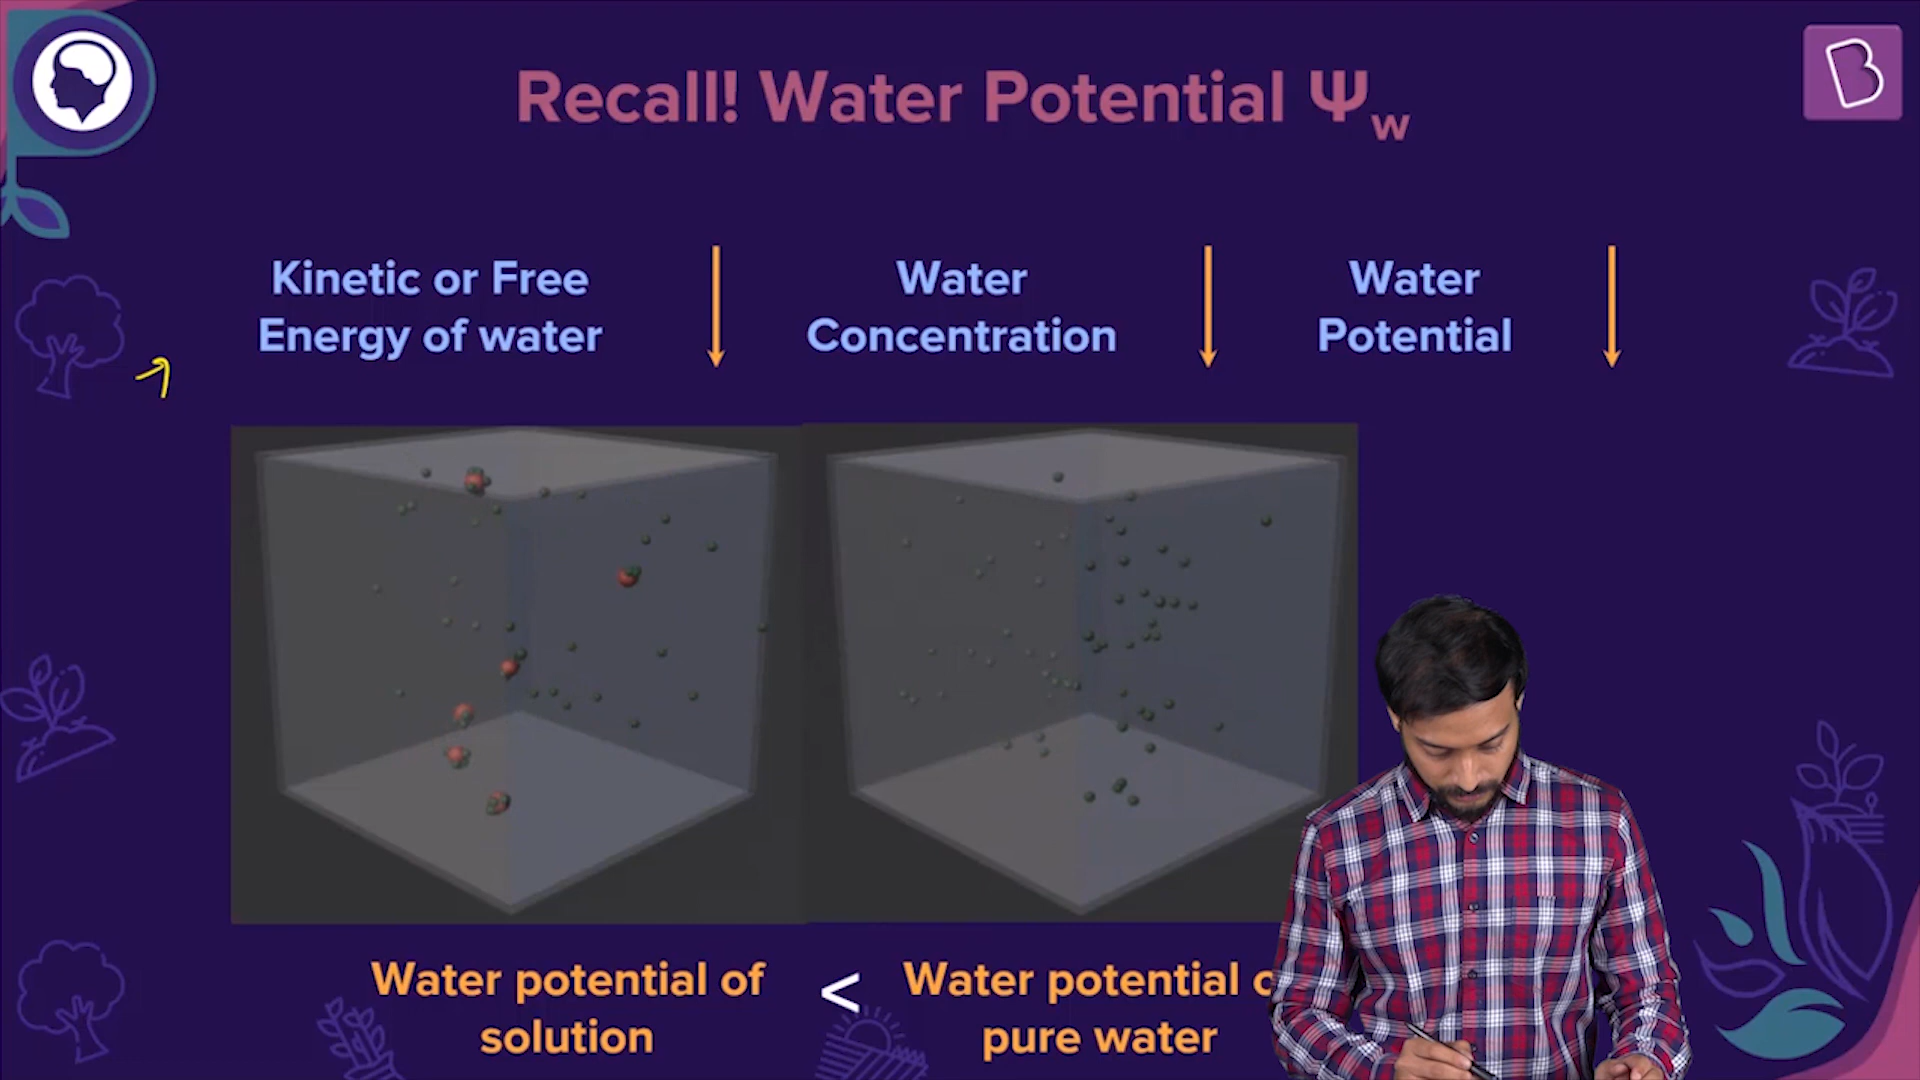 Recall! Water Potential Ψw
Kinetic or Free
Energy of water
Water
Concentration
Water
Potential
Water potential of
solution
<
Water potential
pure water
B